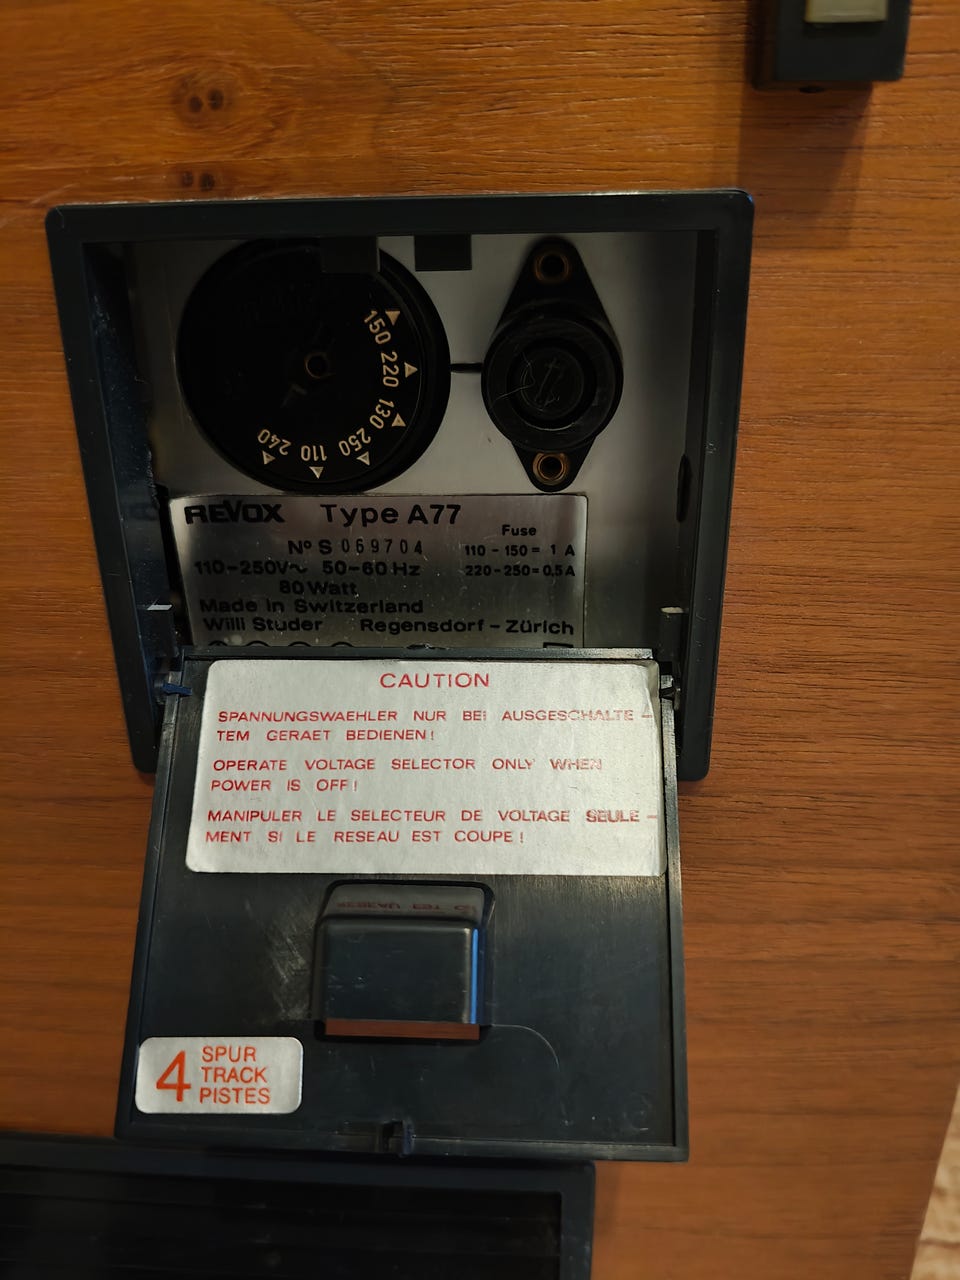 150
220
130
250
110
240
REVOX Type A77
Nº S 069704
110-250V~ 50-60 Hz
80 Watt
Made in Switzerland
Willi Studer Regensdorf-Zürich
Fuse
110 - 150 = 1 A
220-250=0,5A
CAUTION
SPANNUNGSWAEHLER NUR BEI AUSGESCHALTE-
TEM GERAET BEDIENEN!
OPERATE VOLTAGE SELECTOR ONLY WHEN
POWER IS OFF!
MANIPULER LE SELECTEUR DE VOLTAGE SEULE-
MENT SI LE RESEAU EST COUPE!
4 SPUR
TRACK
PISTES